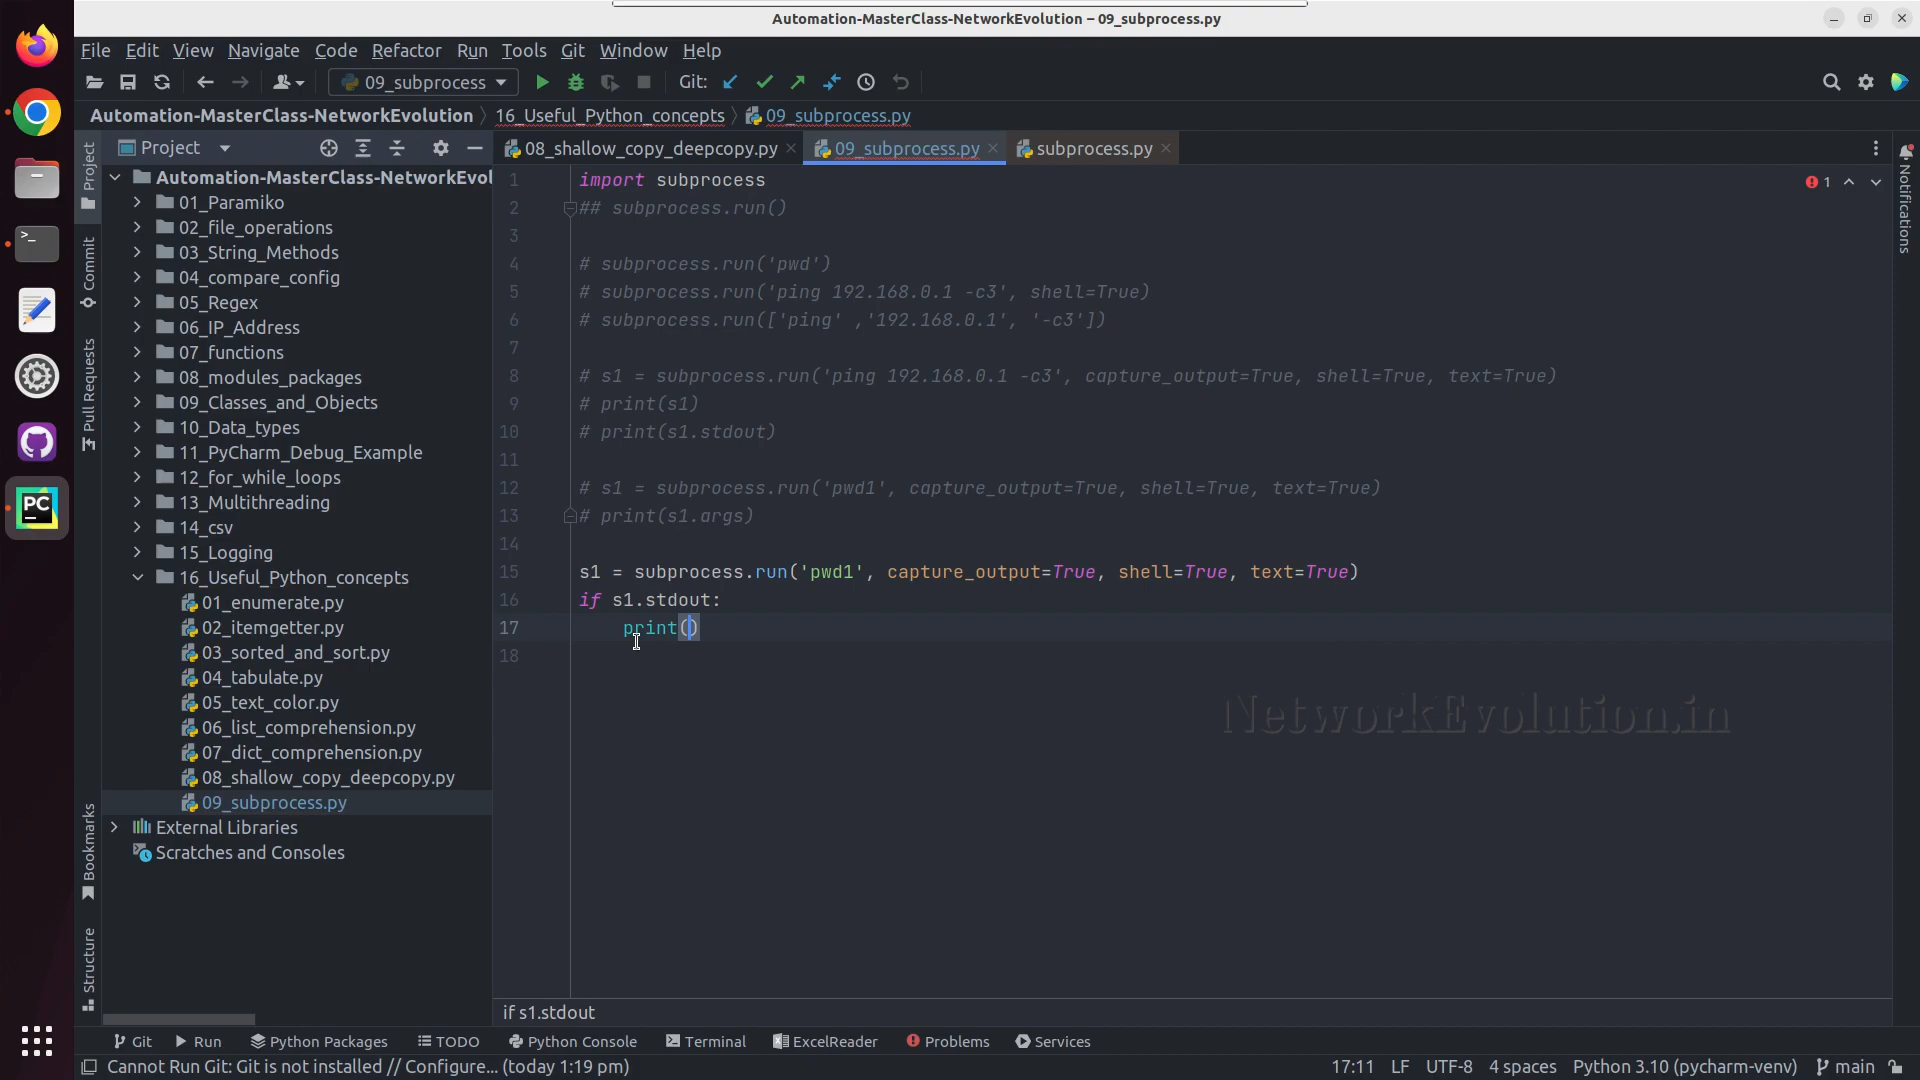 Automation-MasterClass-NetworkEvolution – 09_subprocess.py
File Edit View Navigate Code Refactor Run Tools Git Window Help
09_subprocess Git:
Automation-MasterClass-NetworkEvolution 16_Useful_Python_concepts 09_subprocess.py
Project
08_shallow_copy_deepcopy.py 09_subprocess.py subprocess.py
Project
Commit
Pull Requests
Bookmarks
Structure
Notifications
Automation-MasterClass-NetworkEvol
01_Paramiko
02_file_operations
03_String_Methods
04_compare_config
05_Regex
06_IP_Address
07_functions
08_modules_packages
09_Classes_and_Objects
10_Data_types
11_PyCharm_Debug_Example
12_for_while_loops
13_Multithreading
14_csv
15_Logging
16_Useful_Python_concepts
01_enumerate.py
02_itemgetter.py
03_sorted_and_sort.py
04_tabulate.py
05_text_color.py
06_list_comprehension.py
07_dict_comprehension.py
08_shallow_copy_deepcopy.py
09_subprocess.py
External Libraries
Scratches and Consoles
1 import subprocess
2 ## subprocess.run()
3
4 # subprocess.run('pwd')
5 # subprocess.run('ping 192.168.0.1 -c3', shell=True)
6 # subprocess.run(['ping' ,'192.168.0.1', '-c3'])
7
8 # s1 = subprocess.run('ping 192.168.0.1 -c3', capture_output=True, shell=True, text=True)
9 # print(s1)
10 # print(s1.stdout)
11
12 # s1 = subprocess.run('pwd1', capture_output=True, shell=True, text=True)
13 # print(s1.args)
14
15 s1 = subprocess.run('pwd1', capture_output=True, shell=True, text=True)
16 if s1.stdout:
17 print()
18
1
NetworkEvolution.in
if s1.stdout
Git Run Python Packages TODO Python Console Terminal ExcelReader Problems Services
Cannot Run Git: Git is not installed // Configure... (today 1:19 pm) 17:11 LF UTF-8 4 spaces Python 3.10 (pycharm-venv) main
PC